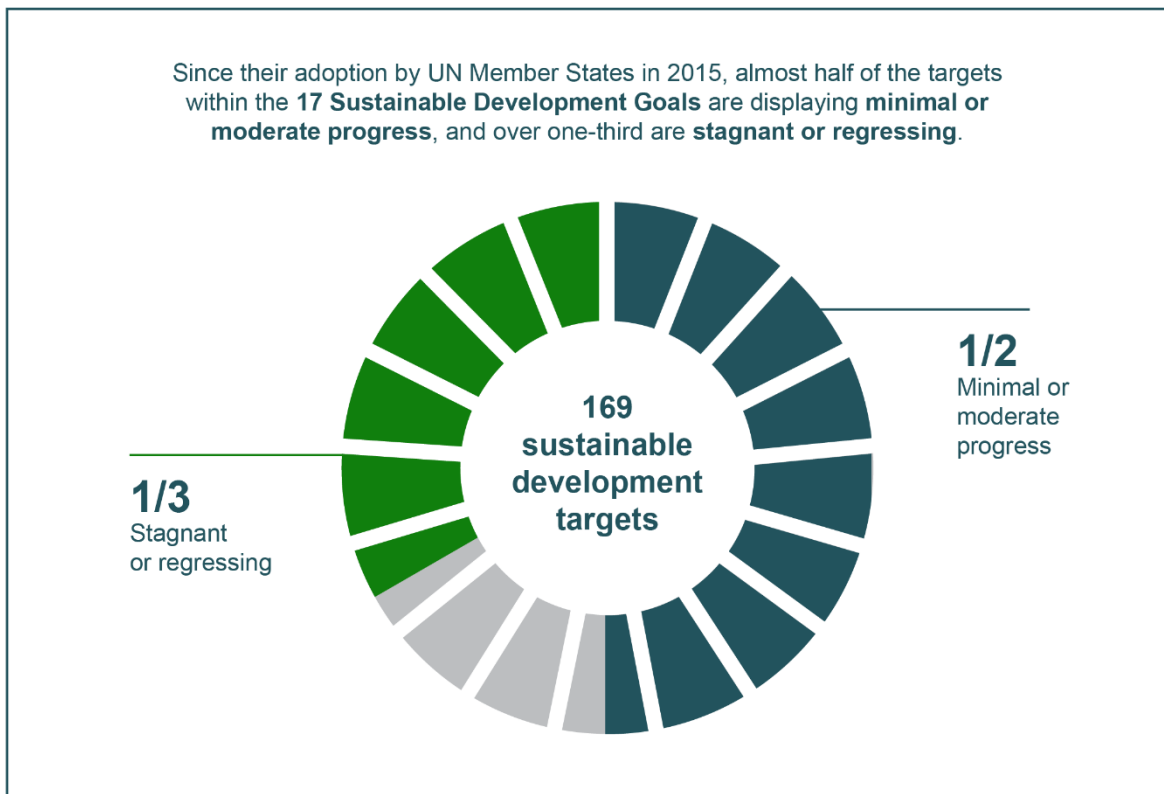 Since their adoption by UN Member States in 2015, almost half of the targets
within the 17 Sustainable Development Goals are displaying minimal or
moderate progress, and over one-third are stagnant or regressing.
1/2
Minimal or
moderate
progress
169
sustainable
development
targets
1/3
Stagnant
or regressing